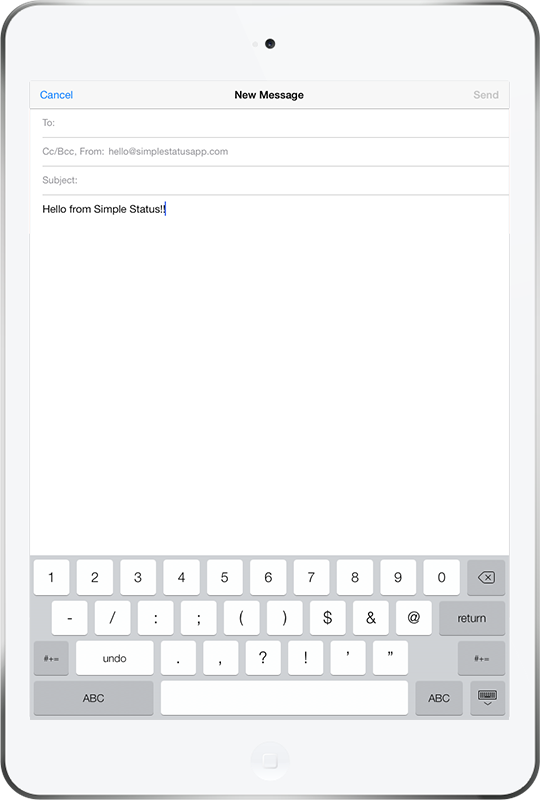 Cancel New Message Send
To:
Cc/Bcc, From: hello@simplestatusapp.com
Subject:
Hello from Simple Status!!
1 2 3 4 5 6 7 8 9 0
- / : ; ( ) $ & @ return
#+= undo . , ? ! ' " #+=
ABC ABC